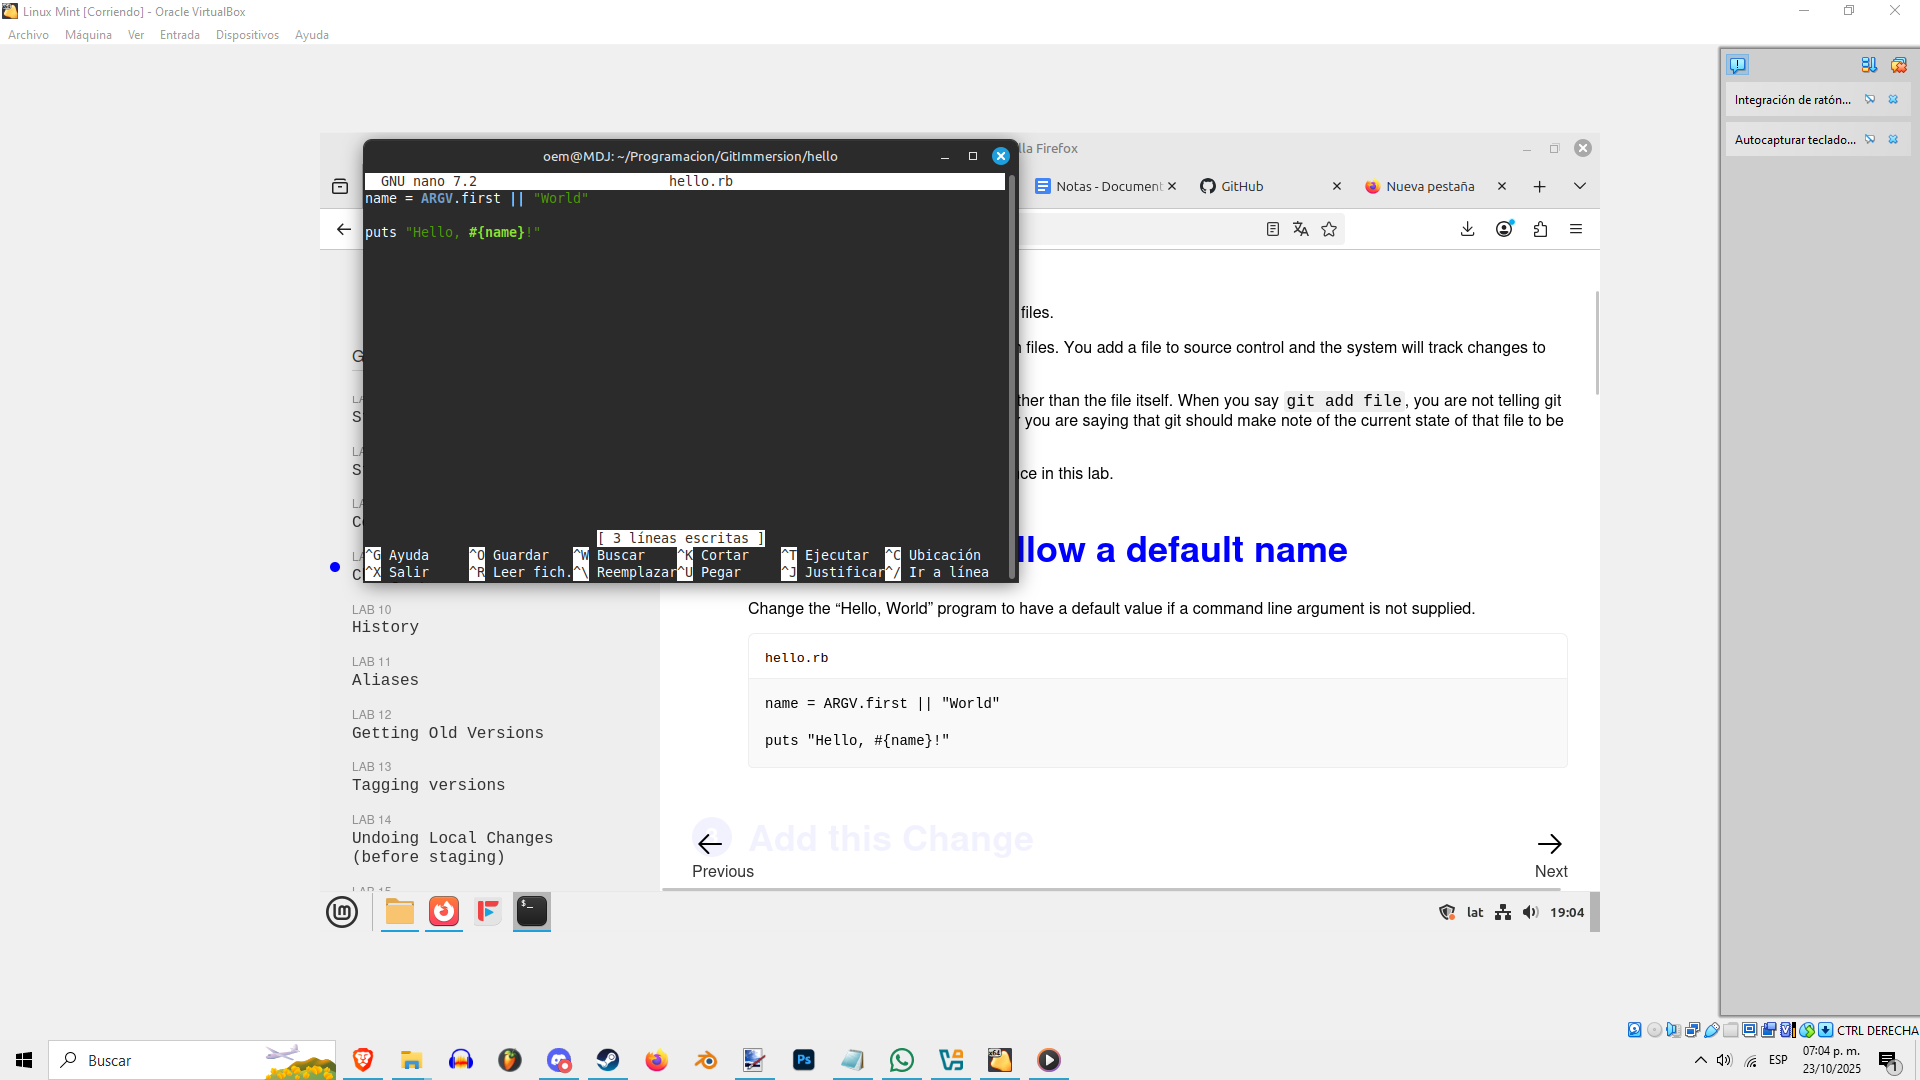 Linux Mint [Corriendo] - Oracle VirtualBox
Archivo Máquina Ver Entrada Dispositivos Ayuda
Integración de ratón...
Autocapturar teclado...
oem@MDJ: ~/Programacion/GitImmersion/hello
GNU nano 7.2 hello.rb
name = ARGV.first || "World"
puts "Hello, #{name}!"
[ 3 líneas escritas ]
^G Ayuda ^O Guardar ^W Buscar ^K Cortar ^T Ejecutar ^C Ubicación
^X Salir ^R Leer fich. ^\ Reemplazar ^U Pegar ^J Justificar ^/ Ir a línea
lla Firefox
Notas - Document
GitHub
Nueva pestaña
files.
files. You add a file to source control and the system will track changes to
ther than the file itself. When you say git add file, you are not telling git
you are saying that git should make note of the current state of that file to be
ce in this lab.
llow a default name
Change the “Hello, World” program to have a default value if a command line argument is not supplied.
hello.rb
name = ARGV.first || "World"
puts "Hello, #{name}!"
Add this Change
Previous
Next
LAB 10
History
LAB 11
Aliases
LAB 12
Getting Old Versions
LAB 13
Tagging versions
LAB 14
Undoing Local Changes
(before staging)
lat
19:04
CTRL DERECHA
Buscar
ESP
07:04 p. m.
23/10/2025
1